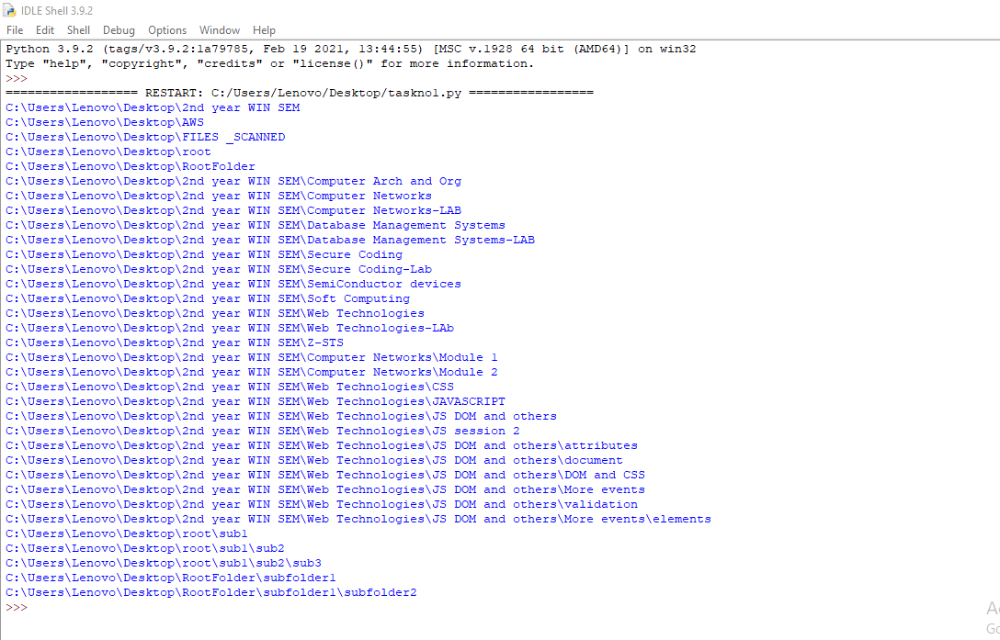 IDLE Shell 3.9.2
File Edit Shell Debug Options Window Help
Python 3.9.2 (tags/v3.9.2:1a79785, Feb 19 2021, 13:44:55) [MSC v.1928 64 bit (AMD64)] on win32
Type "help", "copyright", "credits" or "license()" for more information.
>>>
================== RESTART: C:/Users/Lenovo/Desktop/taskno1.py =================
C:\Users\Lenovo\Desktop\2nd year WIN SEM
C:\Users\Lenovo\Desktop\AWS
C:\Users\Lenovo\Desktop\FILES _SCANNED
C:\Users\Lenovo\Desktop\root
C:\Users\Lenovo\Desktop\RootFolder
C:\Users\Lenovo\Desktop\2nd year WIN SEM\Computer Arch and Org
C:\Users\Lenovo\Desktop\2nd year WIN SEM\Computer Networks
C:\Users\Lenovo\Desktop\2nd year WIN SEM\Computer Networks-LAB
C:\Users\Lenovo\Desktop\2nd year WIN SEM\Database Management Systems
C:\Users\Lenovo\Desktop\2nd year WIN SEM\Database Management Systems-LAB
C:\Users\Lenovo\Desktop\2nd year WIN SEM\Secure Coding
C:\Users\Lenovo\Desktop\2nd year WIN SEM\Secure Coding-Lab
C:\Users\Lenovo\Desktop\2nd year WIN SEM\SemiConductor devices
C:\Users\Lenovo\Desktop\2nd year WIN SEM\Soft Computing
C:\Users\Lenovo\Desktop\2nd year WIN SEM\Web Technologies
C:\Users\Lenovo\Desktop\2nd year WIN SEM\Web Technologies-LAb
C:\Users\Lenovo\Desktop\2nd year WIN SEM\Z-STS
C:\Users\Lenovo\Desktop\2nd year WIN SEM\Computer Networks\Module 1
C:\Users\Lenovo\Desktop\2nd year WIN SEM\Computer Networks\Module 2
C:\Users\Lenovo\Desktop\2nd year WIN SEM\Web Technologies\CSS
C:\Users\Lenovo\Desktop\2nd year WIN SEM\Web Technologies\JAVASCRIPT
C:\Users\Lenovo\Desktop\2nd year WIN SEM\Web Technologies\JS DOM and others
C:\Users\Lenovo\Desktop\2nd year WIN SEM\Web Technologies\JS session 2
C:\Users\Lenovo\Desktop\2nd year WIN SEM\Web Technologies\JS DOM and others\attributes
C:\Users\Lenovo\Desktop\2nd year WIN SEM\Web Technologies\JS DOM and others\document
C:\Users\Lenovo\Desktop\2nd year WIN SEM\Web Technologies\JS DOM and others\DOM and CSS
C:\Users\Lenovo\Desktop\2nd year WIN SEM\Web Technologies\JS DOM and others\More events
C:\Users\Lenovo\Desktop\2nd year WIN SEM\Web Technologies\JS DOM and others\validation
C:\Users\Lenovo\Desktop\2nd year WIN SEM\Web Technologies\JS DOM and others\More events\elements
C:\Users\Lenovo\Desktop\root\sub1
C:\Users\Lenovo\Desktop\root\sub1\sub2
C:\Users\Lenovo\Desktop\root\sub1\sub2\sub3
C:\Users\Lenovo\Desktop\RootFolder\subfolder1
C:\Users\Lenovo\Desktop\RootFolder\subfolder1\subfolder2
>>>